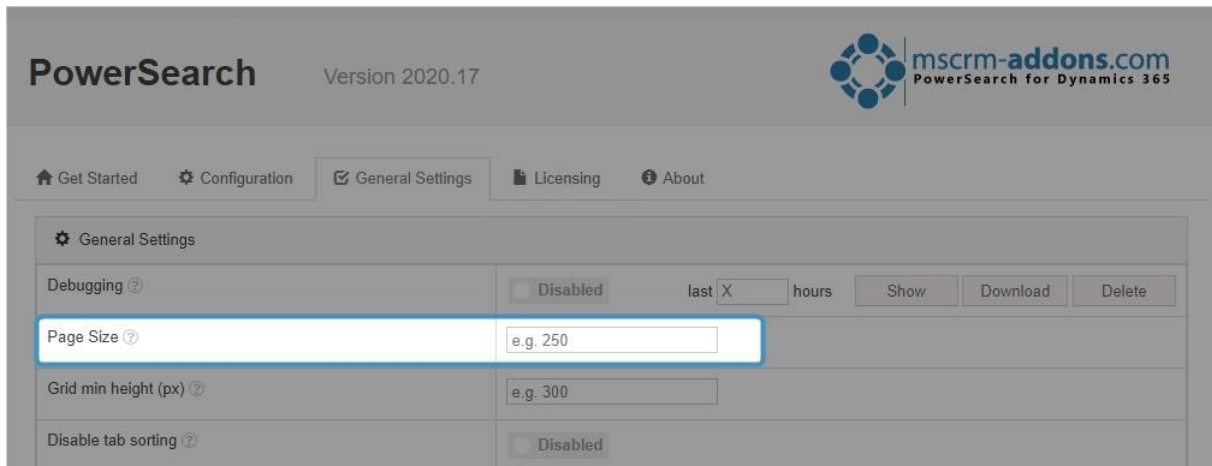 PowerSearch Version 2020.17
mscrm-addons.com
PowerSearch for Dynamics 365
Get Started Configuration General Settings Licensing About
General Settings
Debugging ? Disabled last X hours Show Download Delete
Page Size ? e.g. 250
Grid min height (px) ? e.g. 300
Disable tab sorting ? Disabled